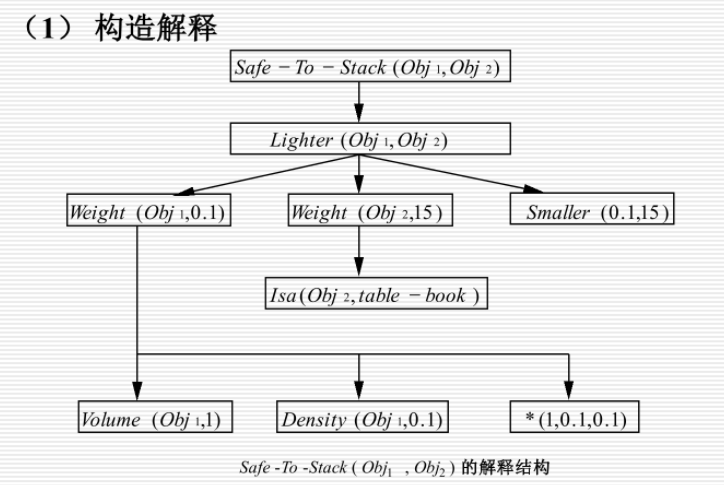 （1） 构造解释
Safe − To − Stack (Obj 1, Obj 2)
Lighter (Obj 1, Obj 2)
Weight (Obj 1,0.1)
Weight (Obj 2,15)
Smaller (0.1,15)
Isa(Obj 2, table − book )
Volume (Obj 1,1)
Density (Obj 1,0.1)
* (1,0.1,0.1)
Safe -To -Stack ( Obj1 , Obj2 ) 的解释结构